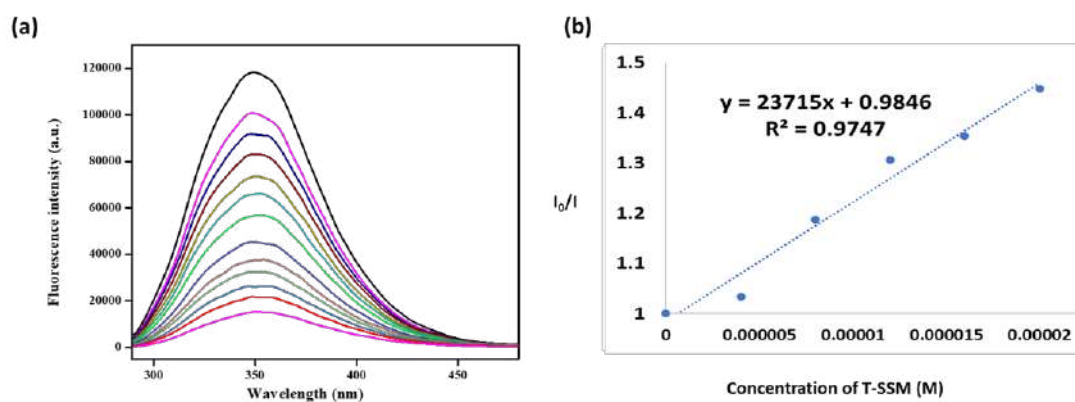 (a)
120000
100000
80000
60000
40000
20000
0
Fluorescence intensity (a.u.)
300 350 400 450
Wavelength (nm)
(b)
1.5
1.4
1.3
1.2
1.1
1
I₀/I
y = 23715x + 0.9846
R² = 0.9747
0 0.000005 0.00001 0.000015 0.00002
Concentration of T-SSM (M)